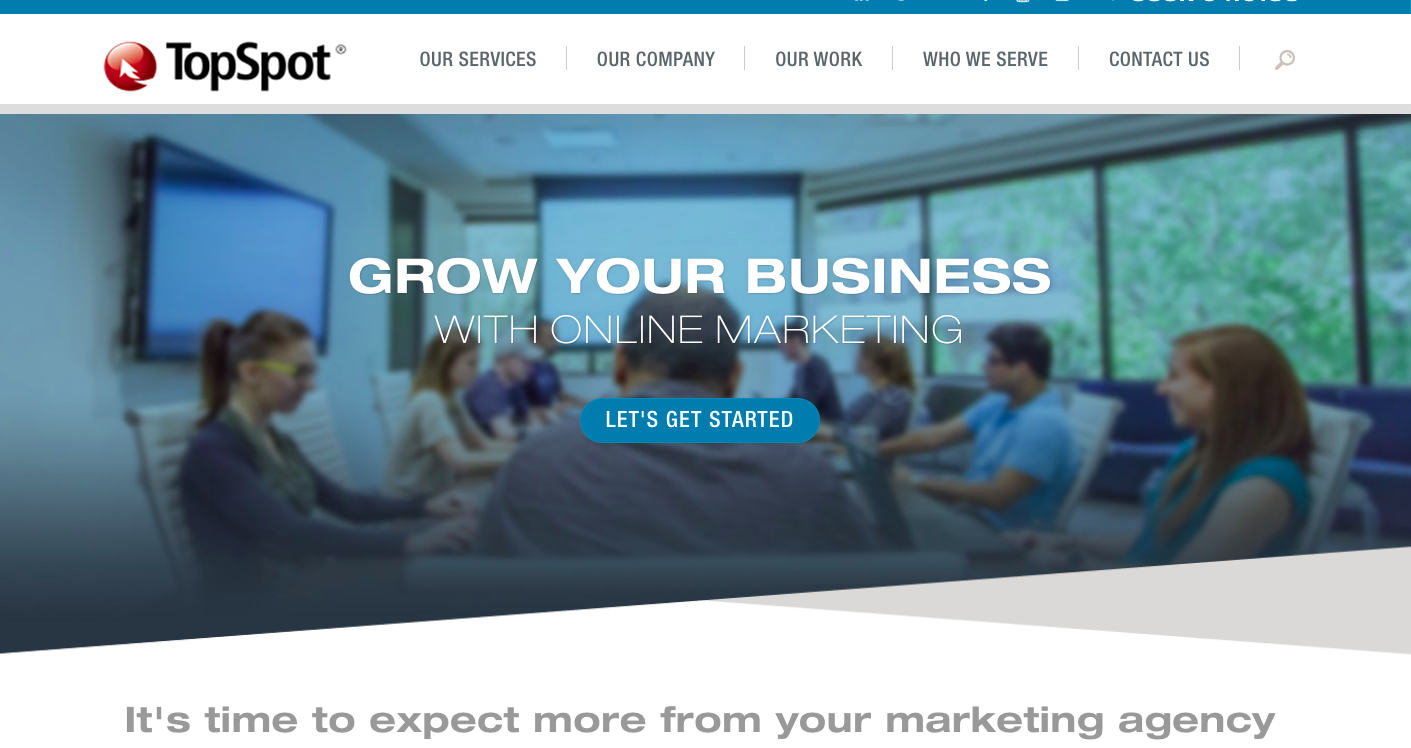 TopSpot®
OUR SERVICES
OUR COMPANY
OUR WORK
WHO WE SERVE
CONTACT US
GROW YOUR BUSINESS
WITH ONLINE MARKETING
LET'S GET STARTED
It's time to expect more from your marketing agency